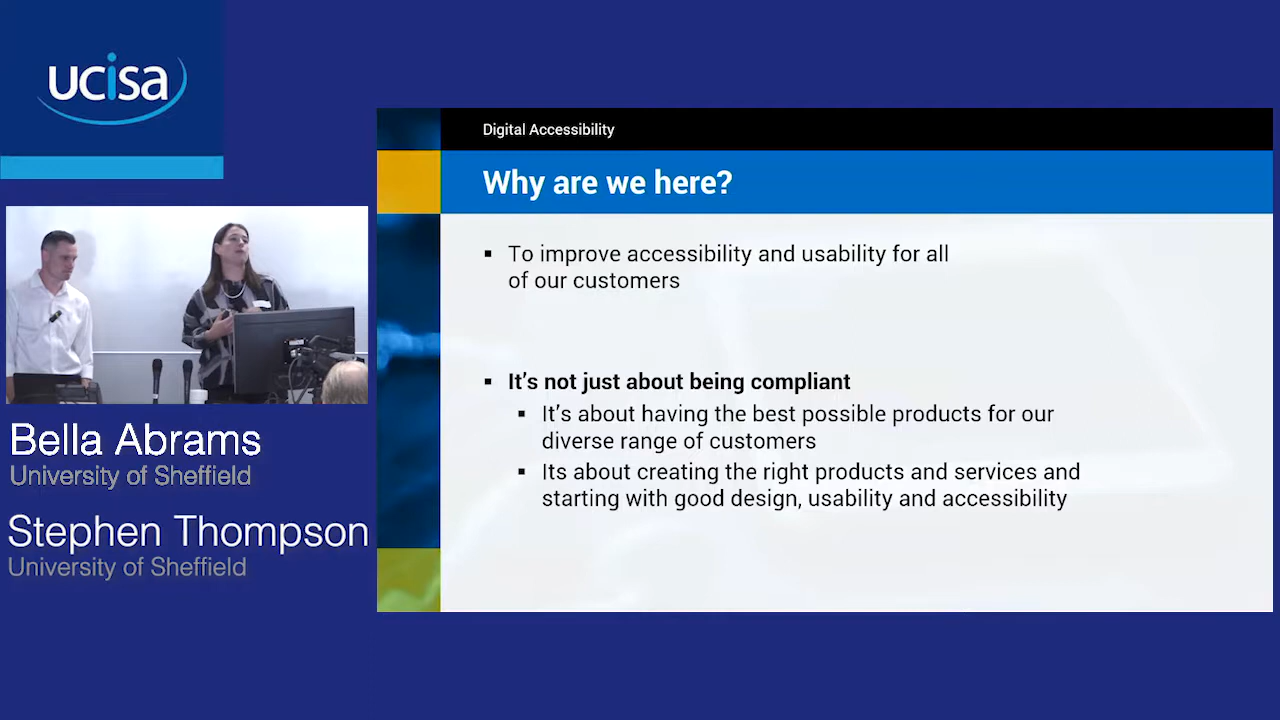 ucisa
Bella Abrams
University of Sheffield
Stephen Thompson
University of Sheffield
Digital Accessibility
Why are we here?
▪ To improve accessibility and usability for all
of our customers
▪ It's not just about being compliant
▪ It's about having the best possible products for our
diverse range of customers
▪ Its about creating the right products and services and
starting with good design, usability and accessibility